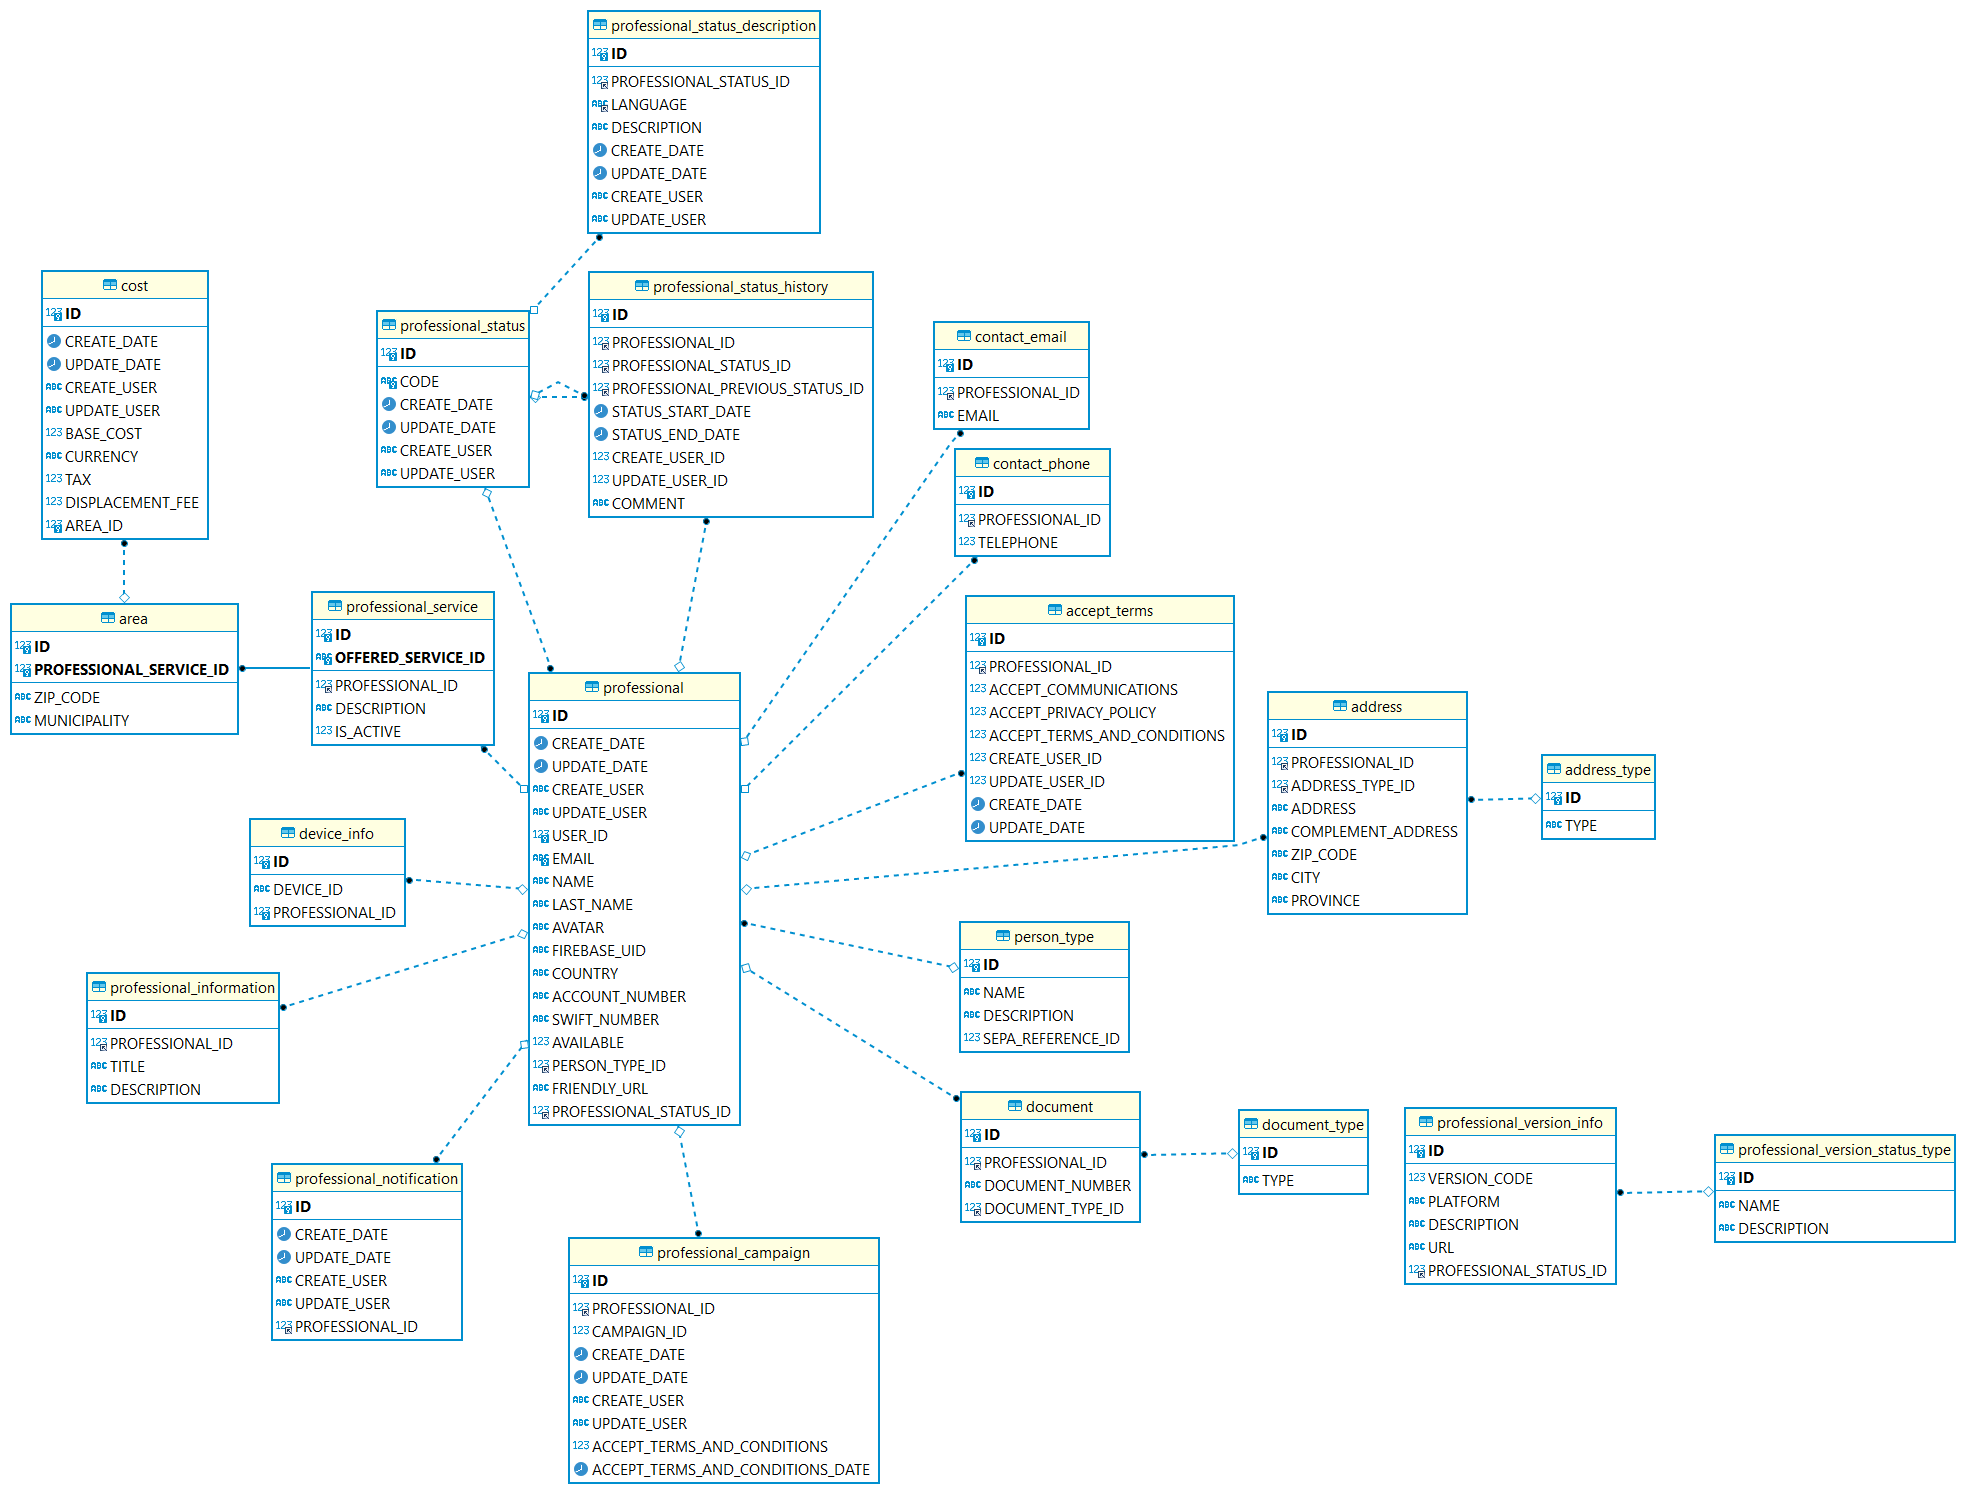 professional_status_description
ID
PROFESSIONAL_STATUS_ID
LANGUAGE
DESCRIPTION
CREATE_DATE
UPDATE_DATE
CREATE_USER
UPDATE_USER
cost
ID
CREATE_DATE
UPDATE_DATE
CREATE_USER
UPDATE_USER
BASE_COST
CURRENCY
TAX
DISPLACEMENT_FEE
AREA_ID
professional_status
ID
CODE
CREATE_DATE
UPDATE_DATE
CREATE_USER
UPDATE_USER
professional_status_history
ID
PROFESSIONAL_ID
PROFESSIONAL_STATUS_ID
PROFESSIONAL_PREVIOUS_STATUS_ID
STATUS_START_DATE
STATUS_END_DATE
CREATE_USER_ID
UPDATE_USER_ID
COMMENT
contact_email
ID
PROFESSIONAL_ID
EMAIL
contact_phone
ID
PROFESSIONAL_ID
TELEPHONE
area
ID
PROFESSIONAL_SERVICE_ID
ZIP_CODE
MUNICIPALITY
professional_service
ID
OFFERED_SERVICE_ID
PROFESSIONAL_ID
DESCRIPTION
IS_ACTIVE
professional
ID
CREATE_DATE
UPDATE_DATE
CREATE_USER
UPDATE_USER
USER_ID
EMAIL
NAME
LAST_NAME
AVATAR
FIREBASE_UID
COUNTRY
ACCOUNT_NUMBER
SWIFT_NUMBER
AVAILABLE
PERSON_TYPE_ID
FRIENDLY_URL
PROFESSIONAL_STATUS_ID
accept_terms
ID
PROFESSIONAL_ID
ACCEPT_COMMUNICATIONS
ACCEPT_PRIVACY_POLICY
ACCEPT_TERMS_AND_CONDITIONS
CREATE_USER_ID
UPDATE_USER_ID
CREATE_DATE
UPDATE_DATE
address
ID
PROFESSIONAL_ID
ADDRESS_TYPE_ID
ADDRESS
COMPLEMENT_ADDRESS
ZIP_CODE
CITY
PROVINCE
address_type
ID
TYPE
device_info
ID
DEVICE_ID
PROFESSIONAL_ID
person_type
ID
NAME
DESCRIPTION
SEPA_REFERENCE_ID
professional_information
ID
PROFESSIONAL_ID
TITLE
DESCRIPTION
document
ID
PROFESSIONAL_ID
DOCUMENT_NUMBER
DOCUMENT_TYPE_ID
document_type
ID
TYPE
professional_version_info
ID
VERSION_CODE
PLATFORM
DESCRIPTION
URL
PROFESSIONAL_STATUS_ID
professional_version_status_type
ID
NAME
DESCRIPTION
professional_notification
ID
CREATE_DATE
UPDATE_DATE
CREATE_USER
UPDATE_USER
PROFESSIONAL_ID
professional_campaign
ID
PROFESSIONAL_ID
CAMPAIGN_ID
CREATE_DATE
UPDATE_DATE
CREATE_USER
UPDATE_USER
ACCEPT_TERMS_AND_CONDITIONS
ACCEPT_TERMS_AND_CONDITIONS_DATE